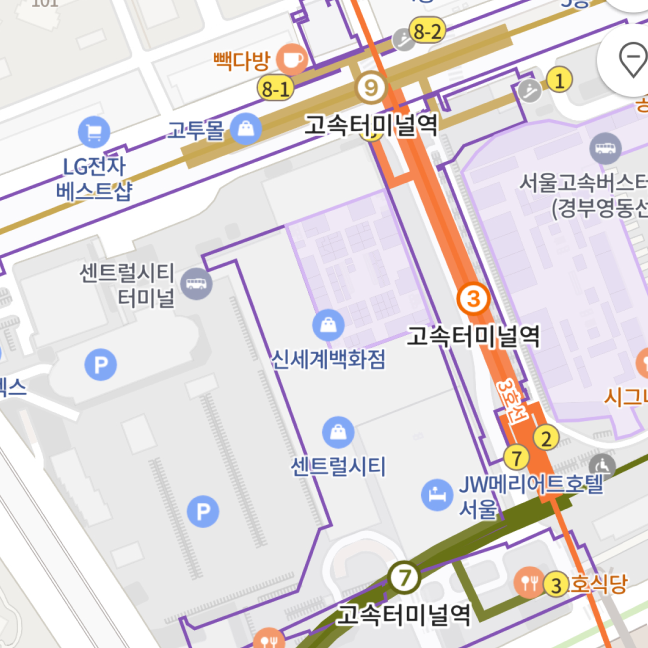 101
8-2
빽다방
8-1
9
1
고투몰
고속터미널역
LG전자
베스트샵
서울고속버스터
(경부영동선
센트럴시티
터미널
3
고속터미널역
신세계백화점
P
3호선
시그니
2
센트럴시티
7
JW메리어트호텔
서울
P
7
3
호식당
고속터미널역